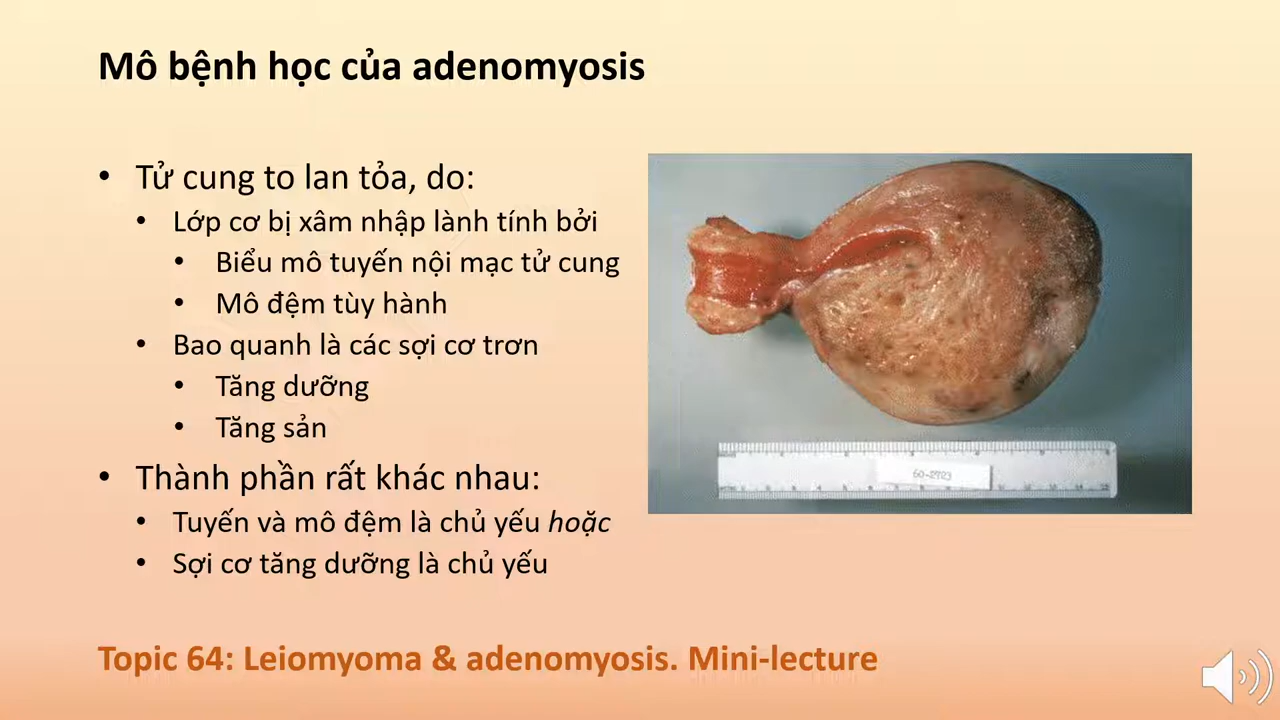 Mô bệnh học của adenomyosis
• Tử cung to lan tỏa, do:
• Lớp cơ bị xâm nhập lành tính bởi
• Biểu mô tuyến nội mạc tử cung
• Mô đệm tùy hành
• Bao quanh là các sợi cơ trơn
• Tăng dưỡng
• Tăng sản
• Thành phần rất khác nhau:
• Tuyến và mô đệm là chủ yếu hoặc
• Sợi cơ tăng dưỡng là chủ yếu
Topic 64: Leiomyoma & adenomyosis. Mini-lecture